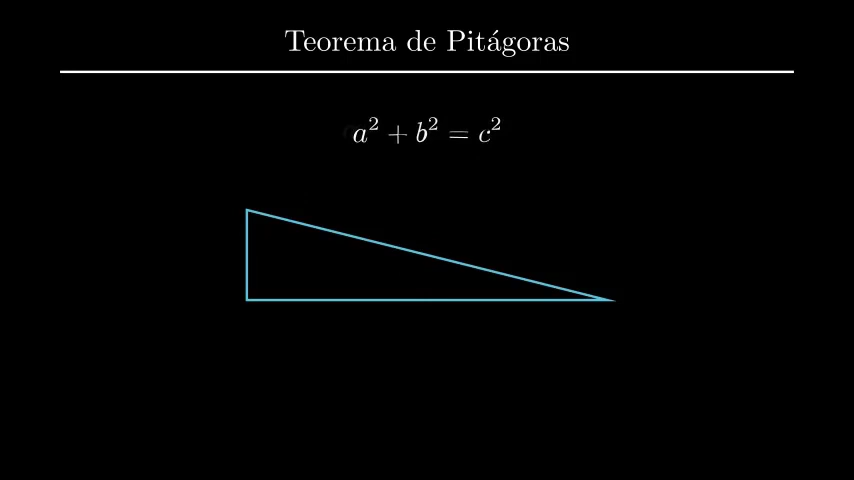 Teorema de Pitágoras
a² + b² = c²